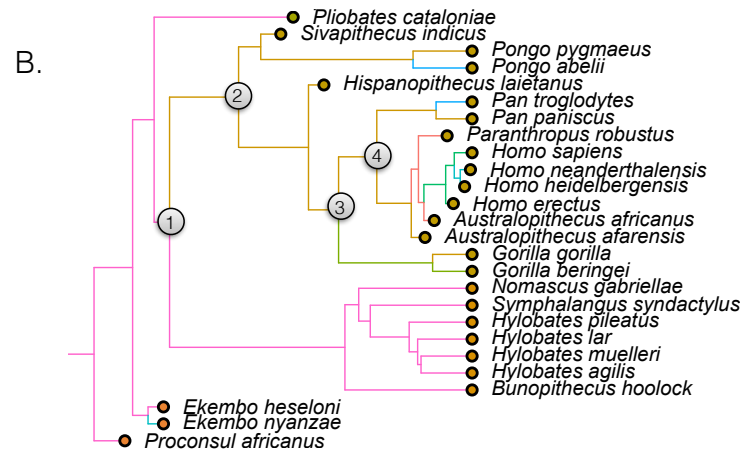 B.
Pliobates cataloniae
Sivapithecus indicus
Pongo pygmaeus
Pongo abelii
Hispanopithecus laietanus
2
Pan troglodytes
Pan paniscus
Paranthropus robustus
4
Homo sapiens
Homo neanderthalensis
Homo heidelbergensis
3
Homo erectus
1
Australopithecus africanus
Australopithecus afarensis
Gorilla gorilla
Gorilla beringei
Nomascus gabriellae
Symphalangus syndactylus
Hylobates pileatus
Hylobates lar
Hylobates muelleri
Hylobates agilis
Bunopithecus hoolock
Ekembo heseloni
Ekembo nyanzae
Proconsul africanus